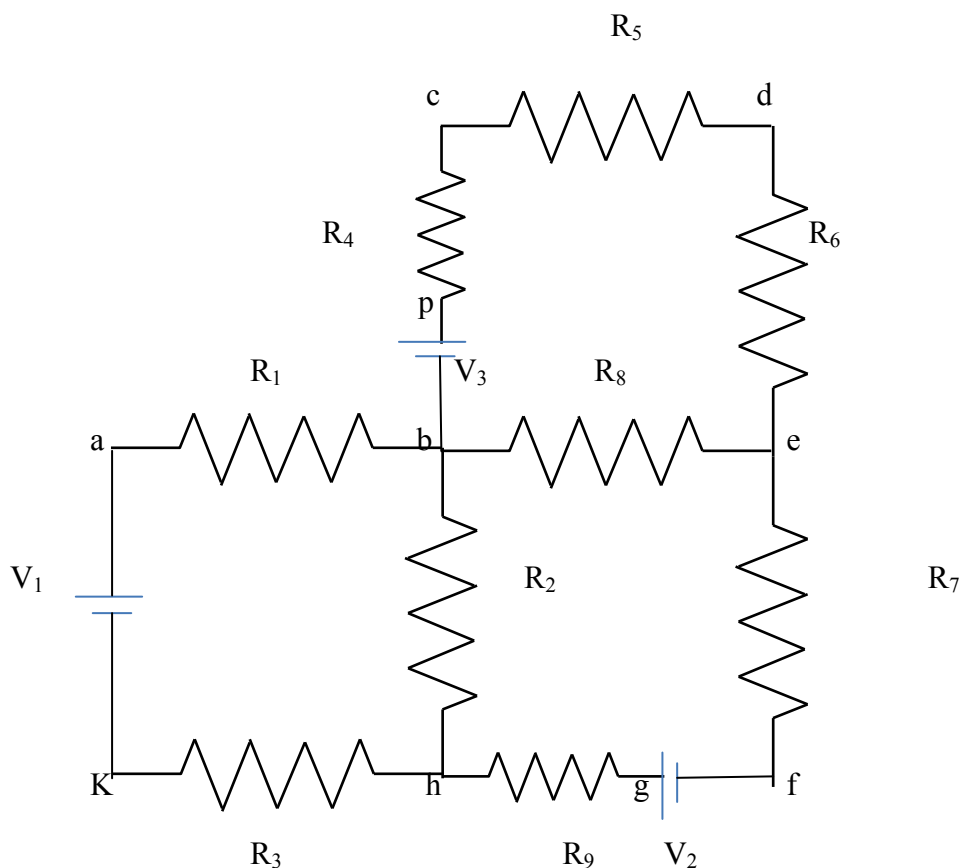 R₅
c d
R₄ R₆
p
R₁ V₃ R₈
a b e
V₁ R₂ R₇
K h g f
R₃ R₉ V₂